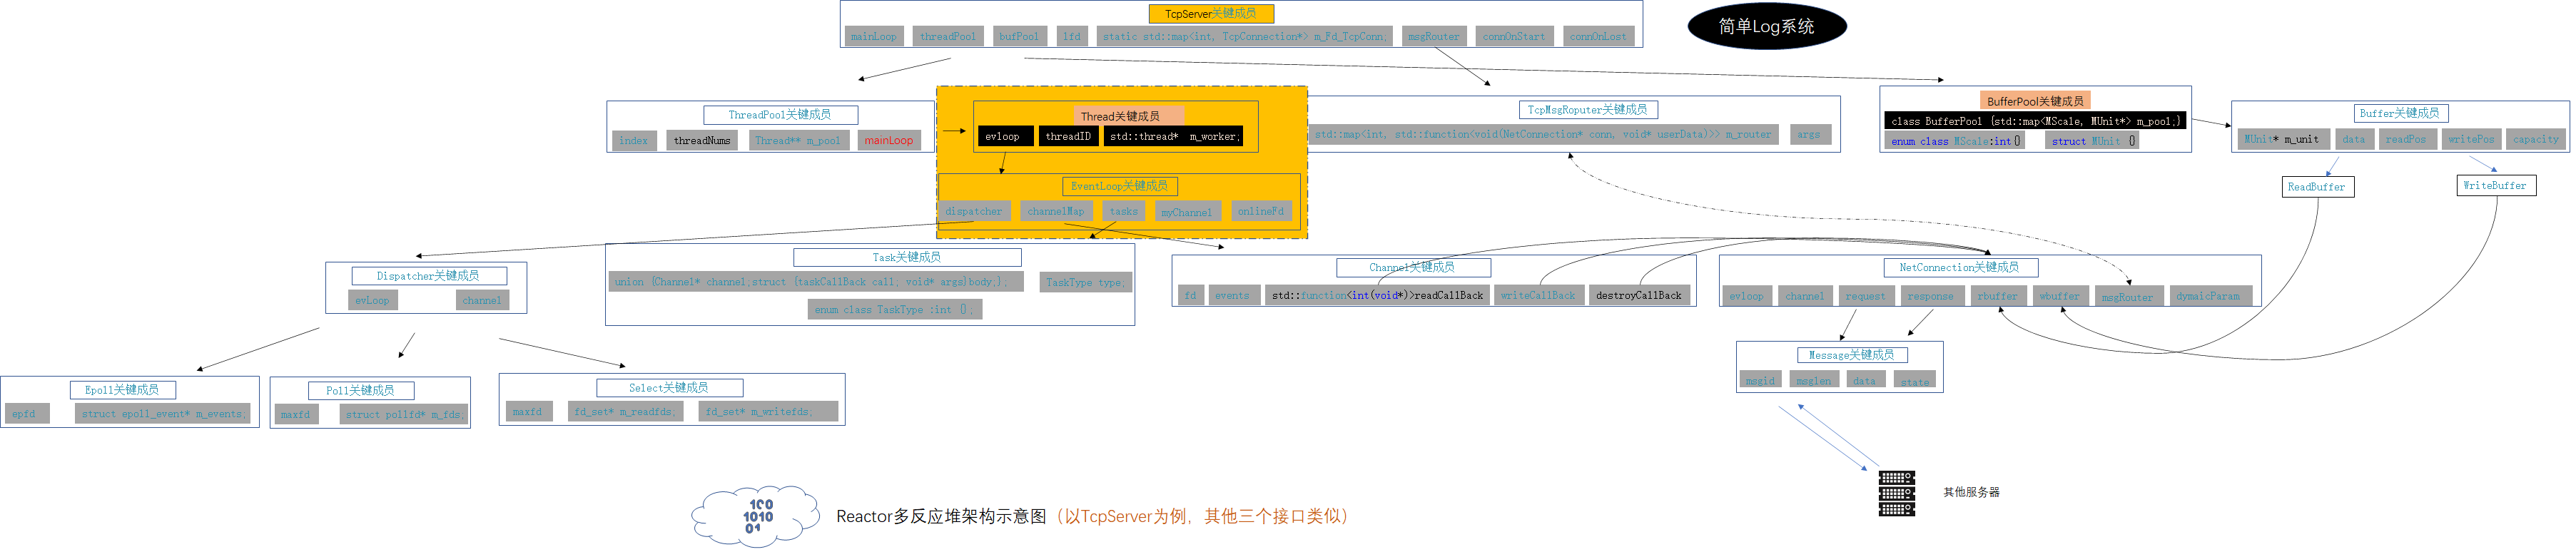 TcpServer关键成员
简单Log系统
mainLoop threadPool bufPool lfd static std::map<int, TcpConnection*> m_Fd_TcpConn; msgRouter connOnStart connOnLost
ThreadPool关键成员
index threadNums Thread** m_pool mainLoop
Thread关键成员
evloop threadID std::thread* m_worker;
TcpMsgRoputer关键成员
std::map<int, std::function<void(NetConnection* conn, void* userData)>> m_router args
BufferPool关键成员
class BufferPool {std::map<MScale, MUnit*> m_pool;}
enum class MScale:int{} struct MUnit {}
Buffer关键成员
MUnit* m_unit data readPos writePos capacity
ReadBuffer
WriteBuffer
EventLoop关键成员
dispatcher channelMap tasks myChannel onlineFd
Dispatcher关键成员
evLoop channel
Task关键成员
union {Channel* channel;struct {taskCallBack call; void* args}body;}; TaskType type;
enum class TaskType :int {};
Channel关键成员
fd events std::function<int(void*)>readCallBack writeCallBack destroyCallBack
NetConnection关键成员
evloop channel request response rbuffer wbuffer msgRouter dymaicParam
Message关键成员
msgid msglen data state
Epoll关键成员
epfd struct epoll_event* m_events;
Poll关键成员
maxfd struct pollfd* m_fds;
Select关键成员
maxfd fd_set* m_readfds; fd_set* m_writefds;
其他服务器
100
1010
01
Reactor多反应堆架构示意图（以TcpServer为例，其他三个接口类似）